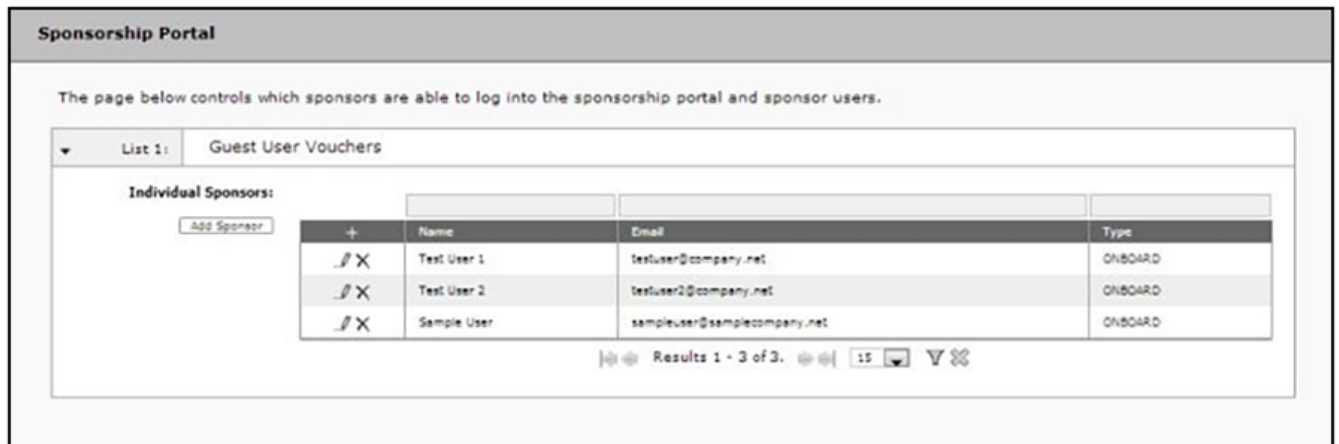 Sponsorship Portal
The page below controls which sponsors are able to log into the sponsorship portal and sponsor users.
List 1: Guest User Vouchers
Individual Sponsors:
Add Sponsor
+ Name Email Type
Test User 1 testuser@company.net ONBOARD
Test User 2 testuser2@company.net ONBOARD
Sample User sampleuser@samplecompany.net ONBOARD
Results 1 - 3 of 3. 15